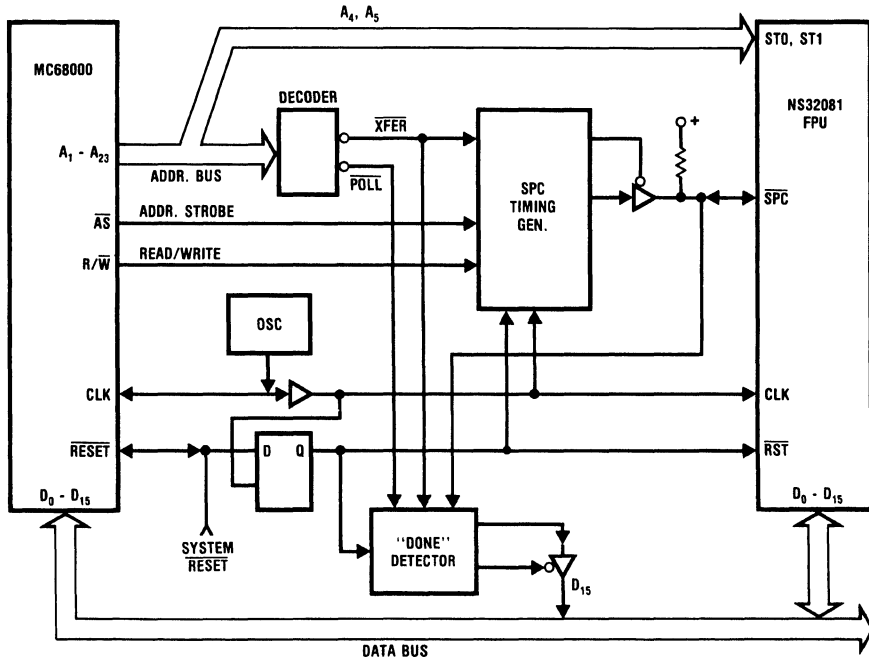 A4, A5
MC68000
ST0, ST1
NS32081
FPU
DECODER
XFER
A1 - A23
ADDR. BUS
POLL
SPC
TIMING
GEN.
+
SPC
AS
ADDR. STROBE
R/W
READ/WRITE
OSC
CLK
CLK
RESET
D Q
RST
D0 - D15
D0 - D15
SYSTEM
RESET
"DONE"
DETECTOR
D15
DATA BUS